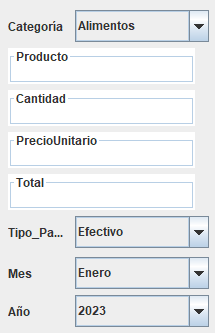 Categoria Alimentos
Producto
Cantidad
PrecioUnitario
Total
Tipo_Pa... Efectivo
Mes Enero
Año 2023